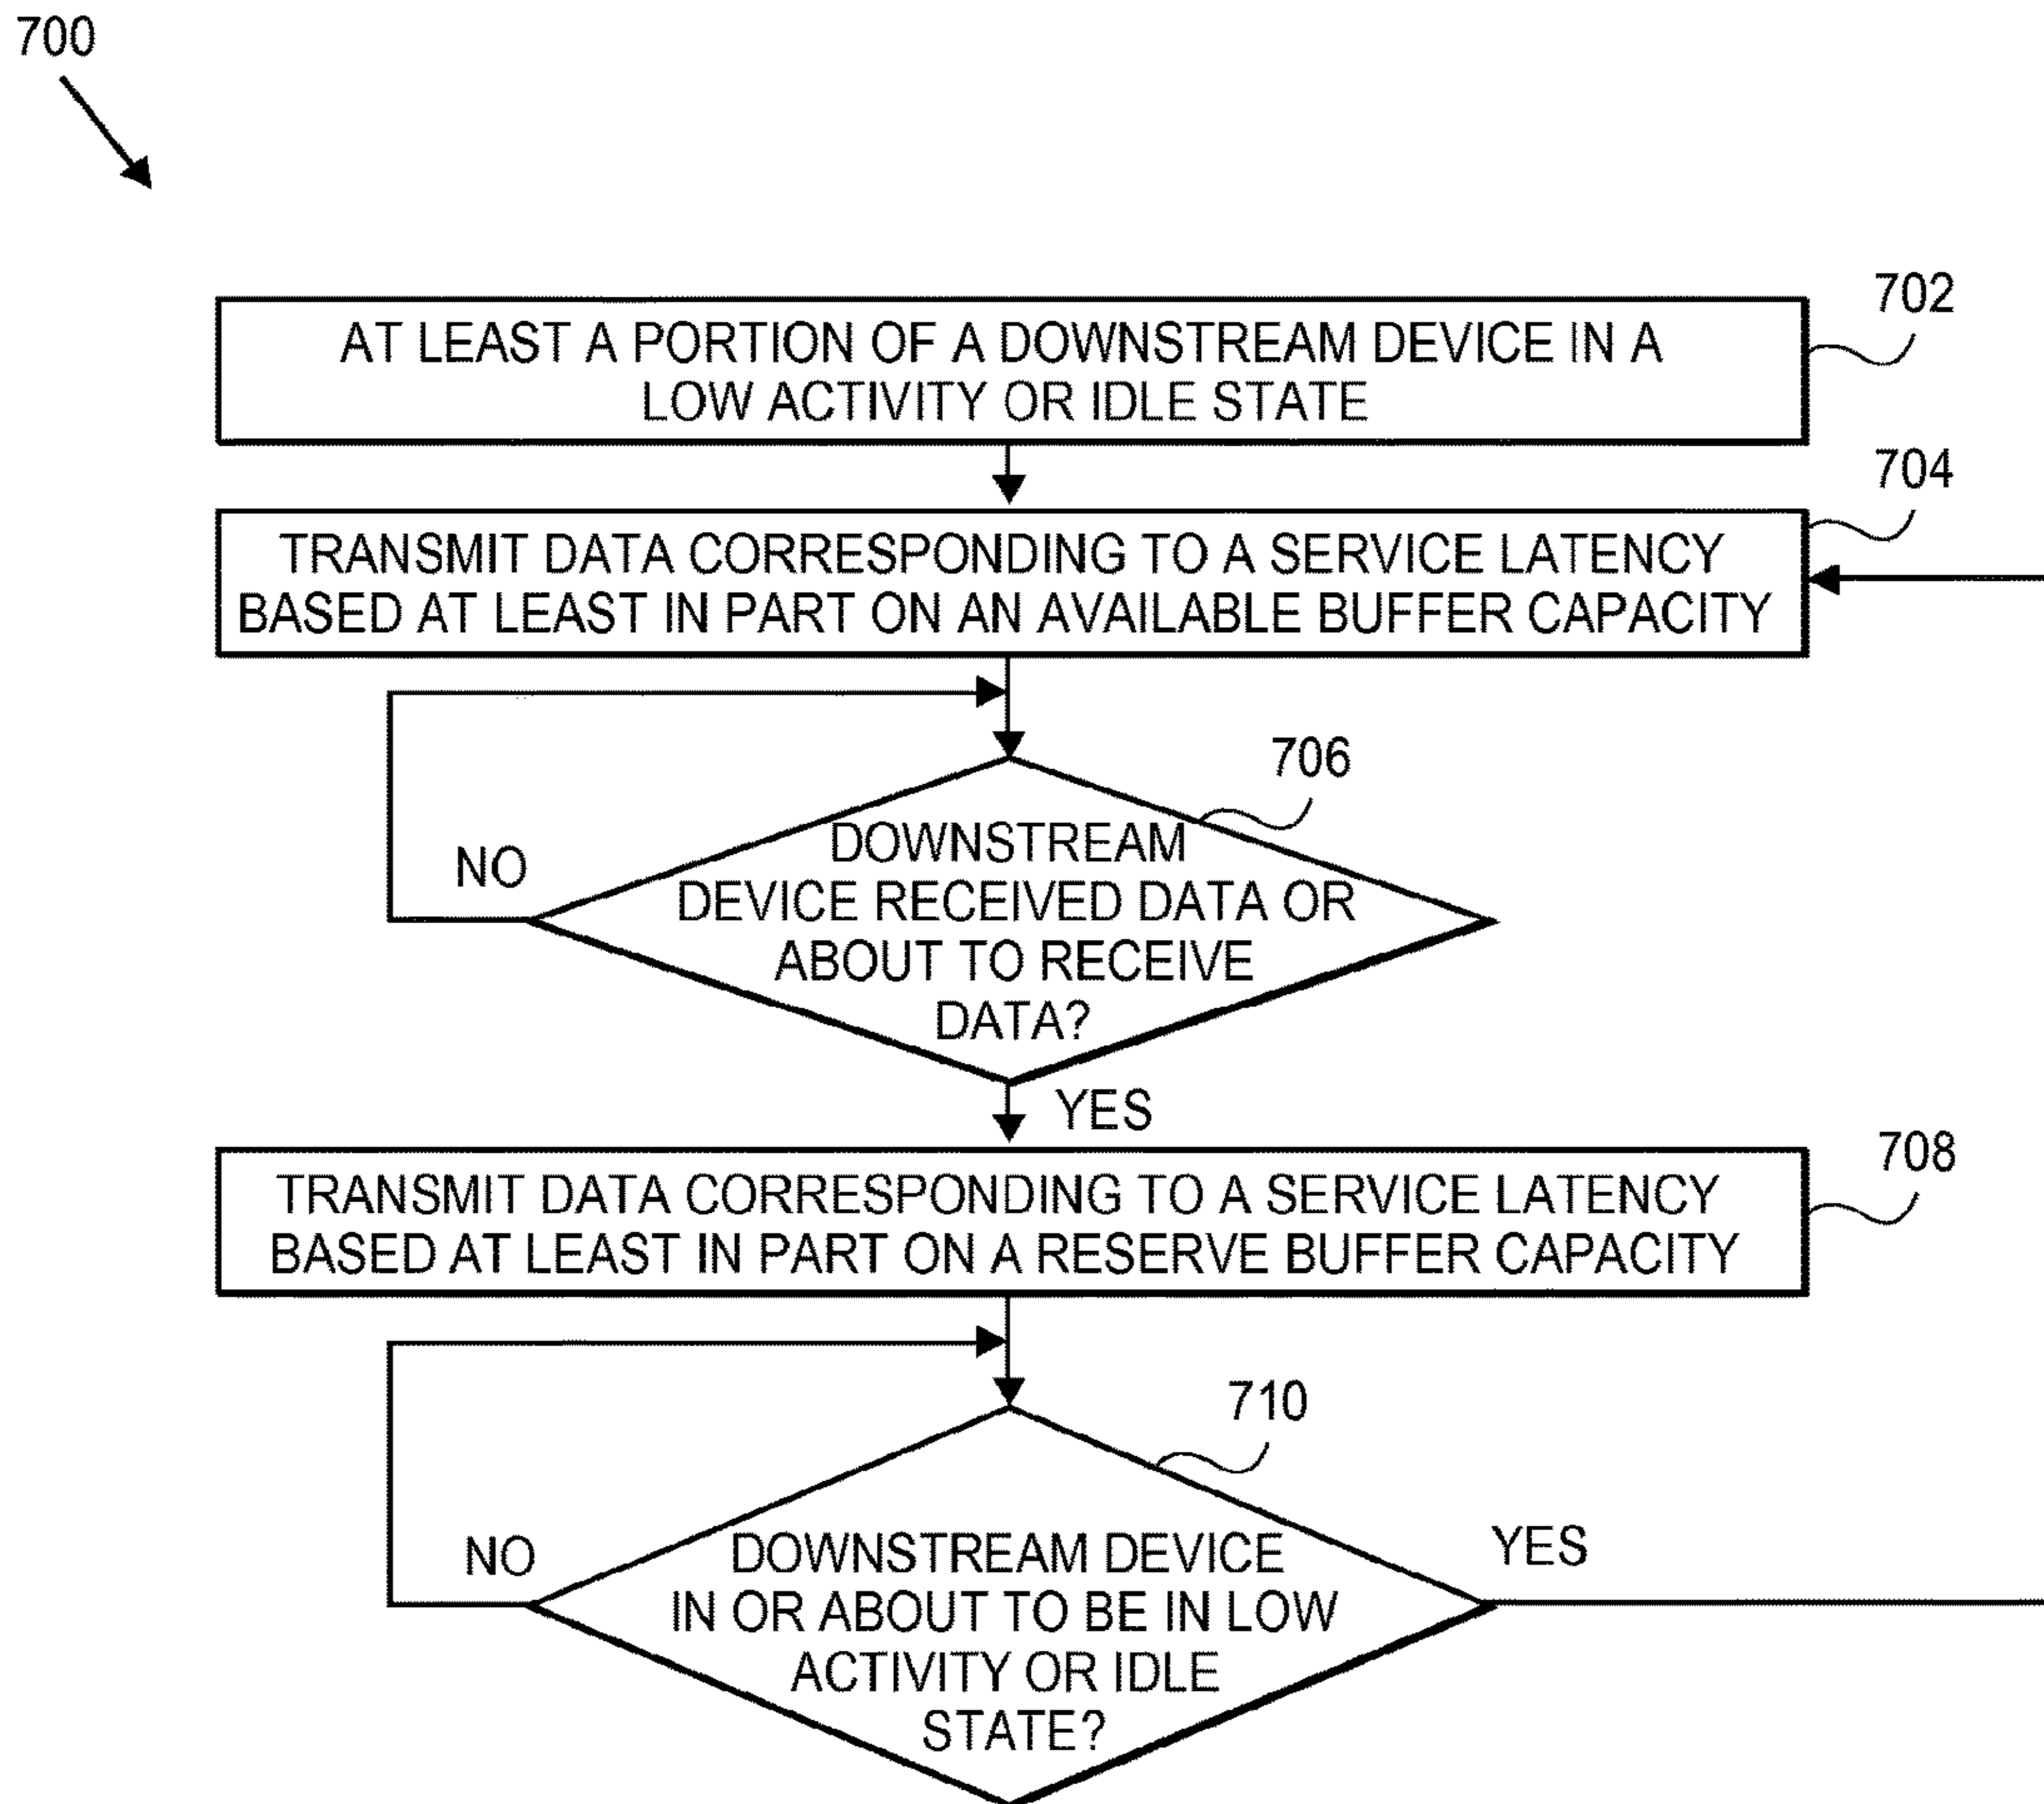 700
702
AT LEAST A PORTION OF A DOWNSTREAM DEVICE IN A
LOW ACTIVITY OR IDLE STATE
704
TRANSMIT DATA CORRESPONDING TO A SERVICE LATENCY
BASED AT LEAST IN PART ON AN AVAILABLE BUFFER CAPACITY
706
NO
DOWNSTREAM
DEVICE RECEIVED DATA OR
ABOUT TO RECEIVE
DATA?
YES
708
TRANSMIT DATA CORRESPONDING TO A SERVICE LATENCY
BASED AT LEAST IN PART ON A RESERVE BUFFER CAPACITY
710
NO
DOWNSTREAM DEVICE
IN OR ABOUT TO BE IN LOW
ACTIVITY OR IDLE
STATE?
YES